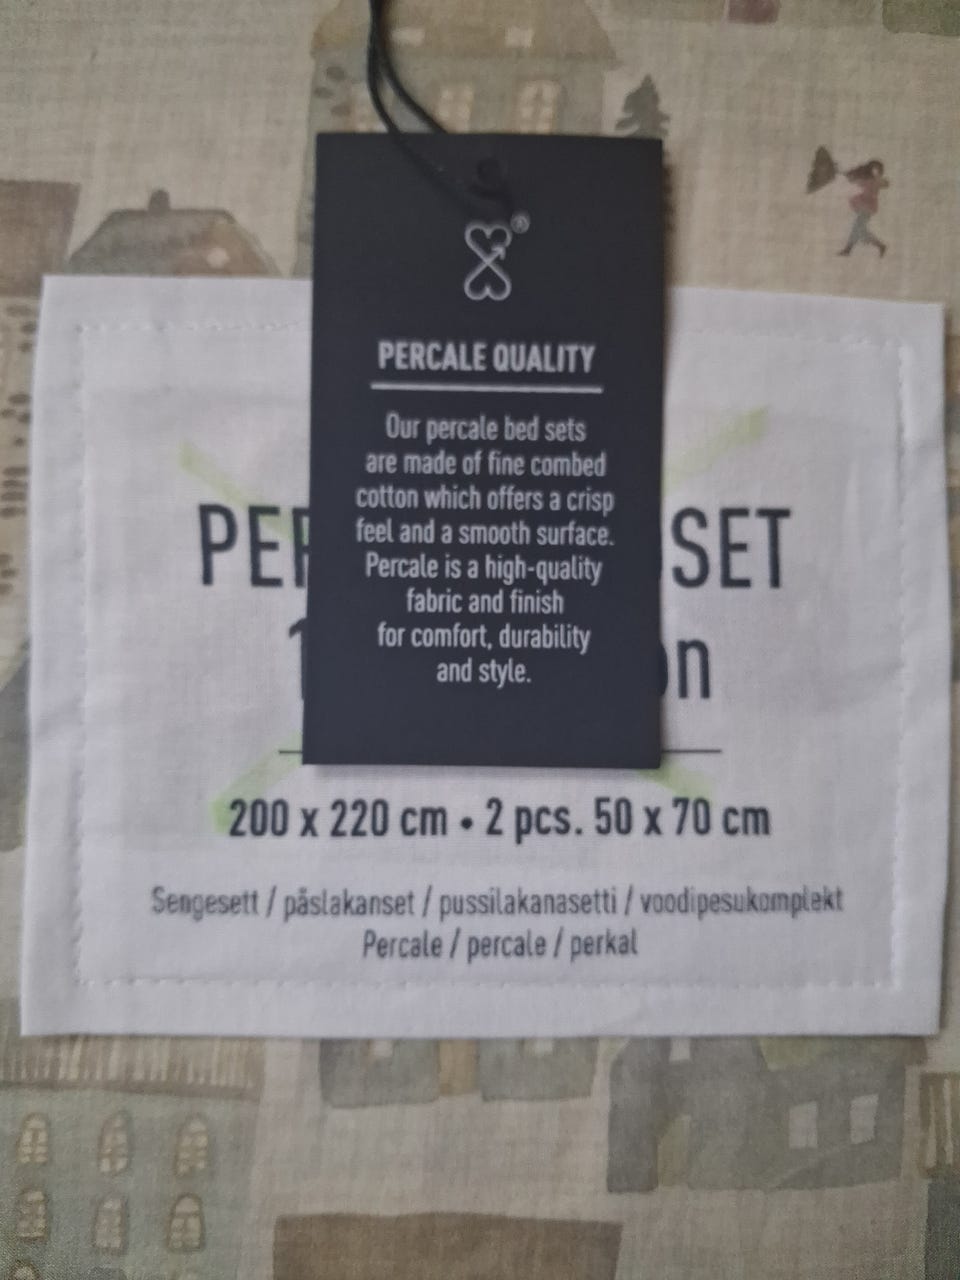 ®
PERCALE QUALITY
Our percale bed sets
are made of fine combed
cotton which offers a crisp
feel and a smooth surface.
Percale is a high-quality
fabric and finish
for comfort, durability
and style.
SET
200 x 220 cm • 2 pcs. 50 x 70 cm
Sengesett / påslakanset / pussilakanasetti / voodipesukomplekt
Percale / percale / perkal